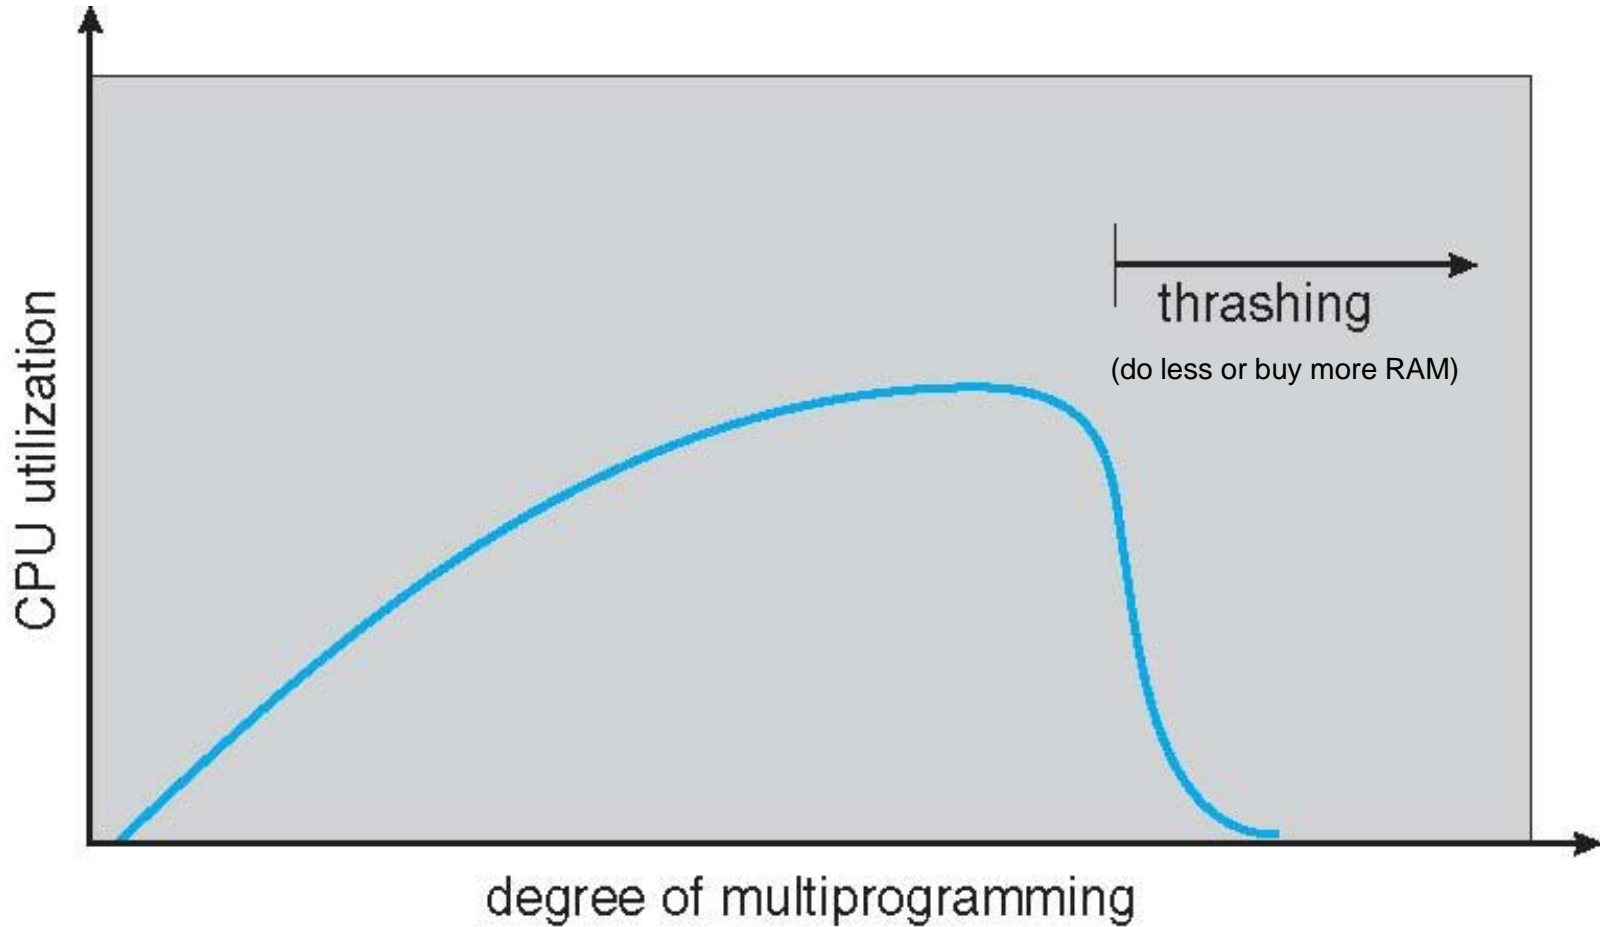 thrashing
(do less or buy more RAM)
CPU utilization
degree of multiprogramming